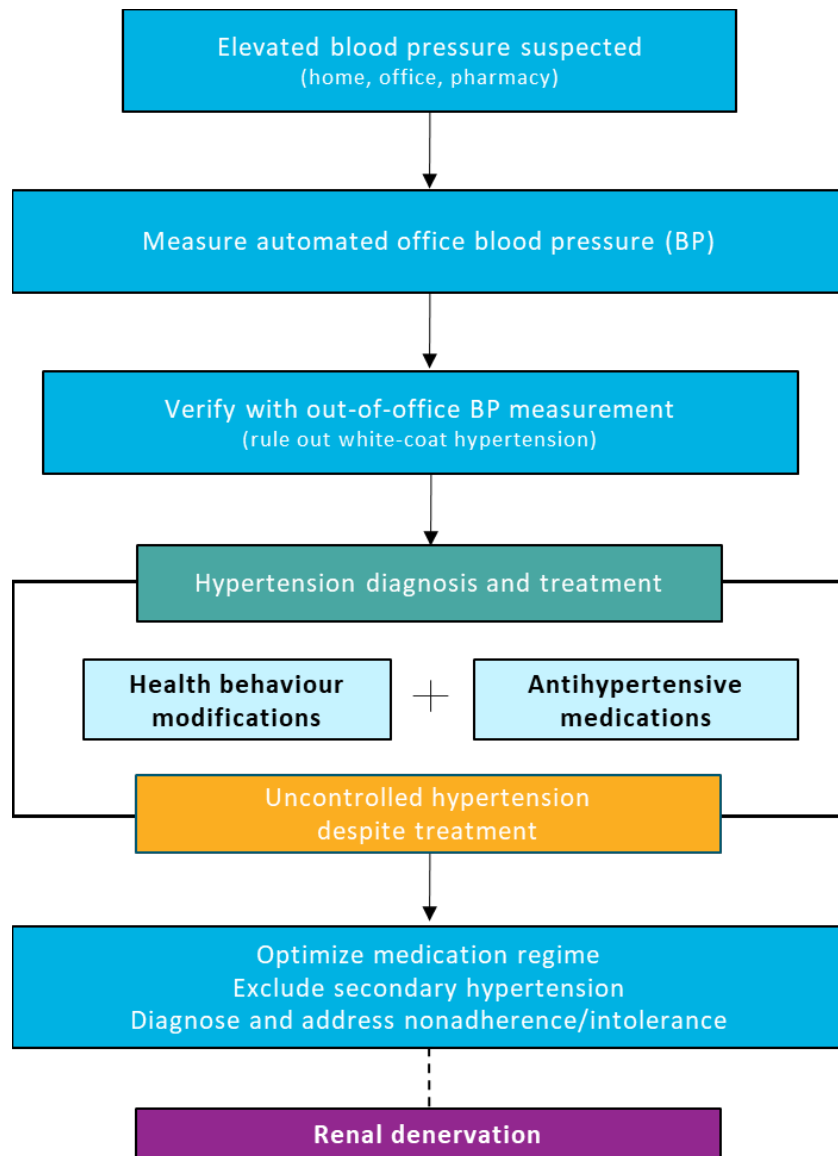 Elevated blood pressure suspected
(home, office, pharmacy)
Measure automated office blood pressure (BP)
Verify with out-of-office BP measurement
(rule out white-coat hypertension)
Hypertension diagnosis and treatment
Health behaviour
modifications
+
Antihypertensive
medications
Uncontrolled hypertension
despite treatment
Optimize medication regime
Exclude secondary hypertension
Diagnose and address nonadherence/intolerance
Renal denervation